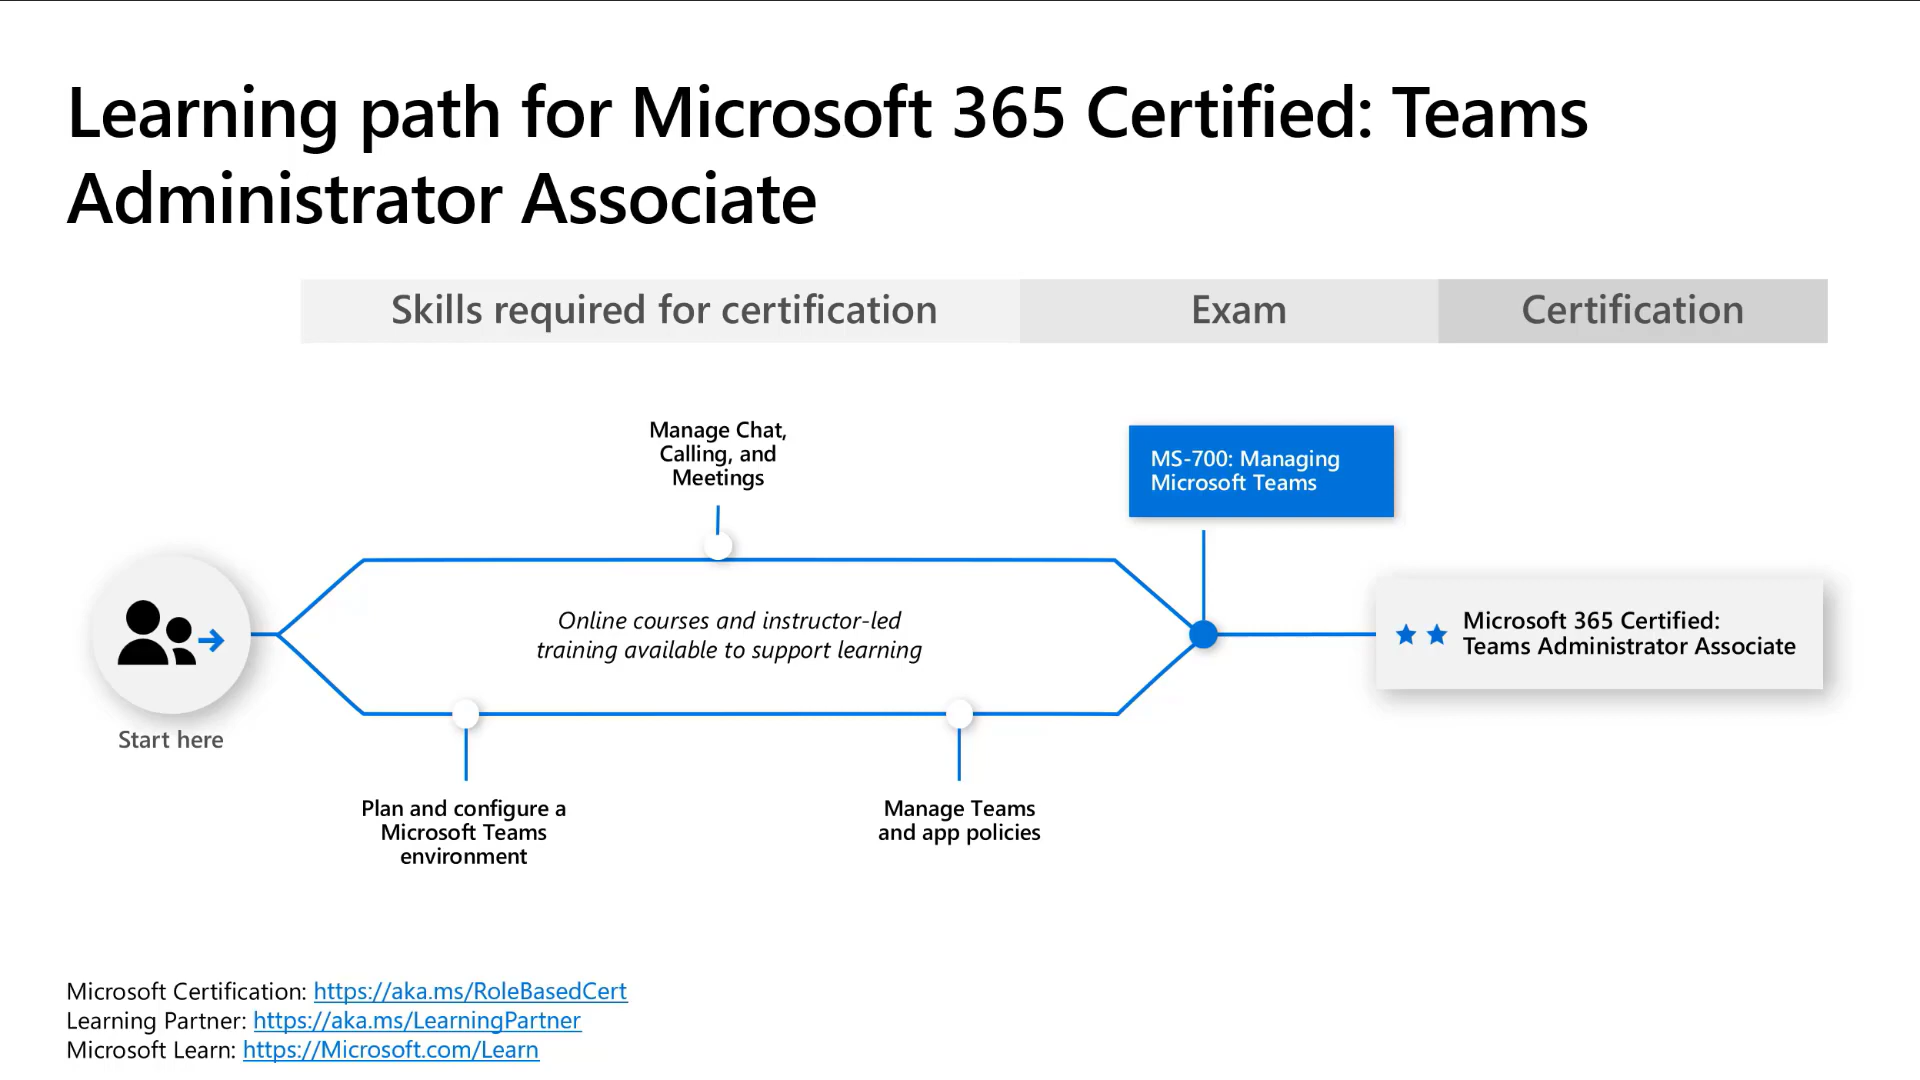 Learning path for Microsoft 365 Certified: Teams
Administrator Associate
Skills required for certification
Exam
Certification
Manage Chat,
Calling, and
Meetings
MS-700: Managing
Microsoft Teams
Online courses and instructor-led
training available to support learning
Microsoft 365 Certified:
Teams Administrator Associate
Start here
Plan and configure a
Microsoft Teams
environment
Manage Teams
and app policies
Microsoft Certification: https://aka.ms/RoleBasedCert
Learning Partner: https://aka.ms/LearningPartner
Microsoft Learn: https://Microsoft.com/Learn